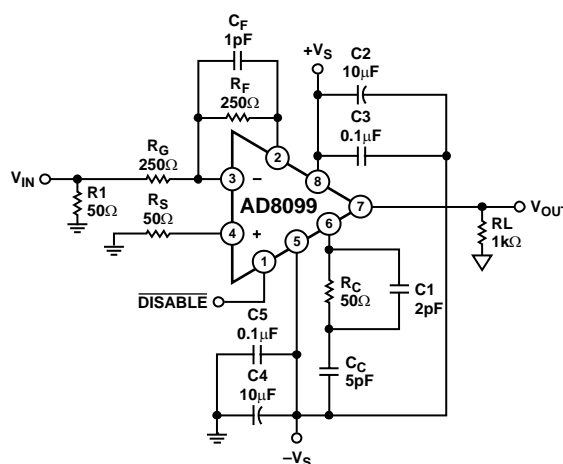 CF
1pF
RF
250Ω
+VS
C2
10μF
C3
0.1μF
RG
250Ω
VIN
R1
50Ω
RS
50Ω
2
3
−
8
AD8099
7
4
+
5
6
1
VOUT
RL
1kΩ
DISABLE
RC
50Ω
C1
2pF
C5
0.1μF
C4
10μF
CC
5pF
−VS